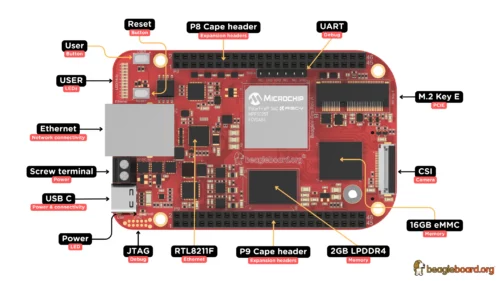 Reset
Button
P8 Cape header
Expansion headers
UART
Debug
User
Button
USER
LEDs
M.2 Key E
PCIE
MICROCHIP
Ethernet
Network connectivity
beagleboard.org
Screw terminal
Power
CSI
Camera
USB C
Power & connectivity
16GB eMMC
Memory
Power
LED
JTAG
Debug
RTL8211F
Ethernet
P9 Cape header
Expansion headers
2GB LPDDR4
Memory
beagleboard.org